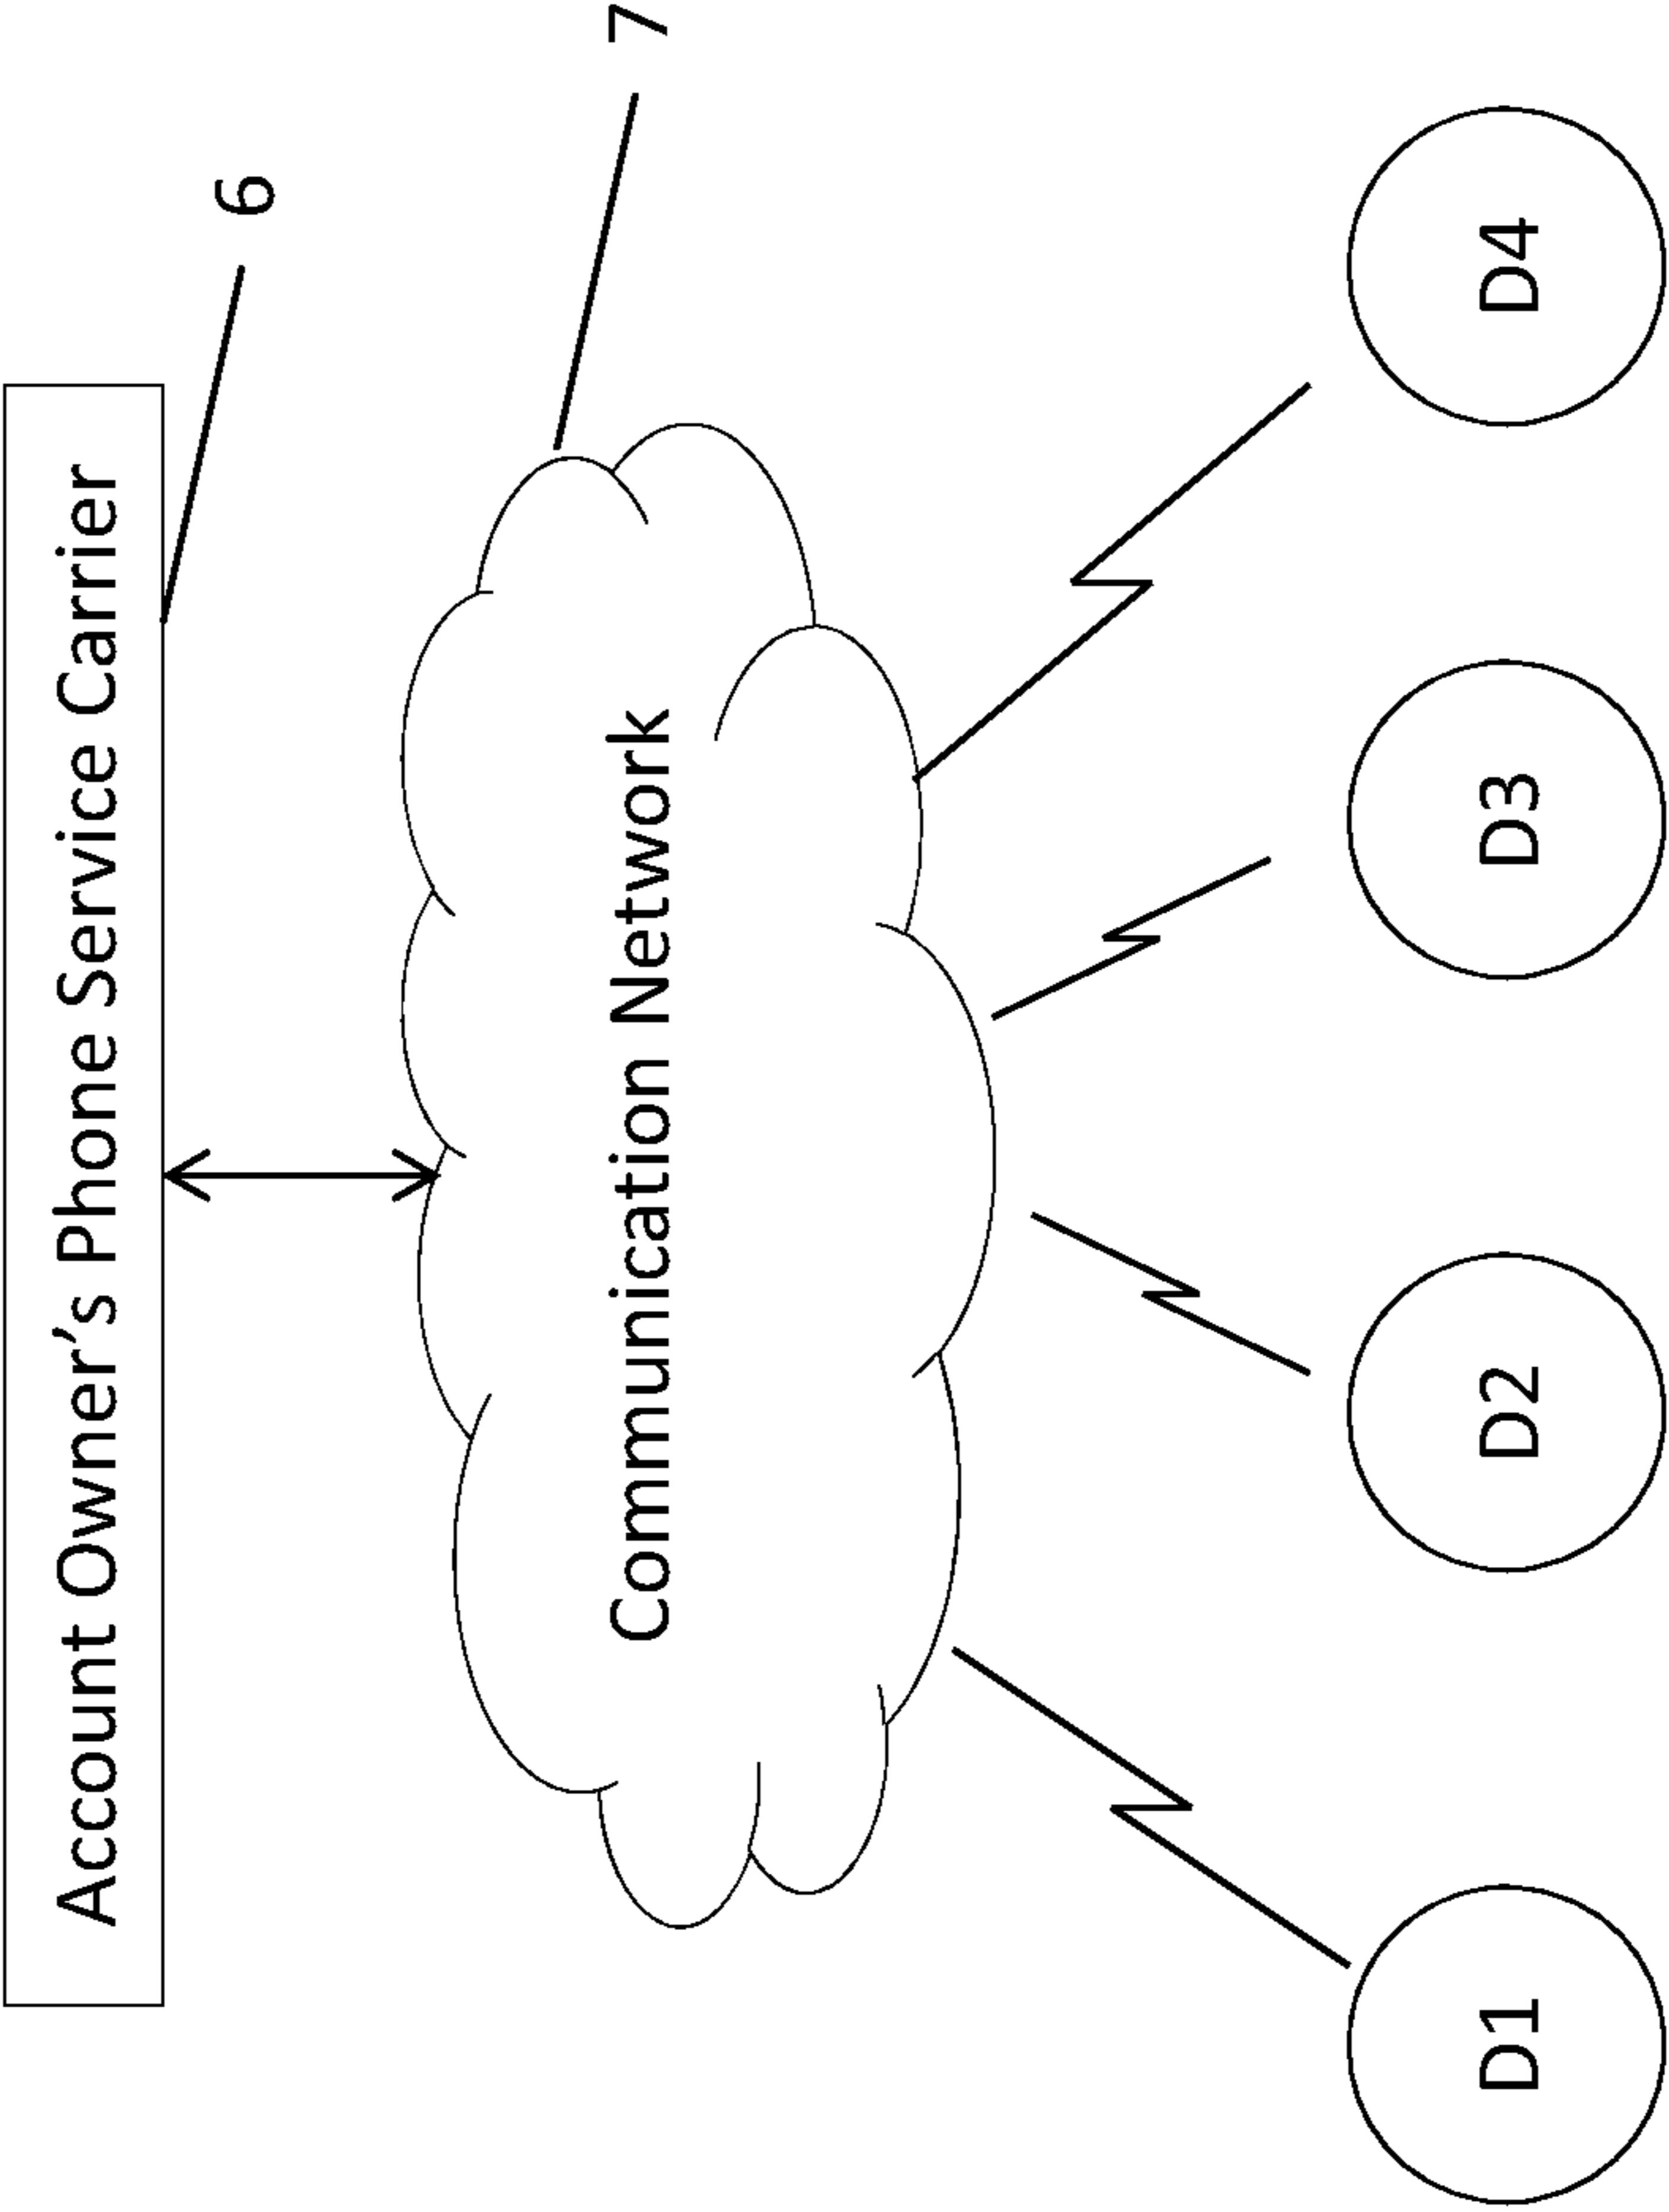 Account Owner’s Phone Service Carrier
6
Communication Network
7
D1
D2
D3
D4